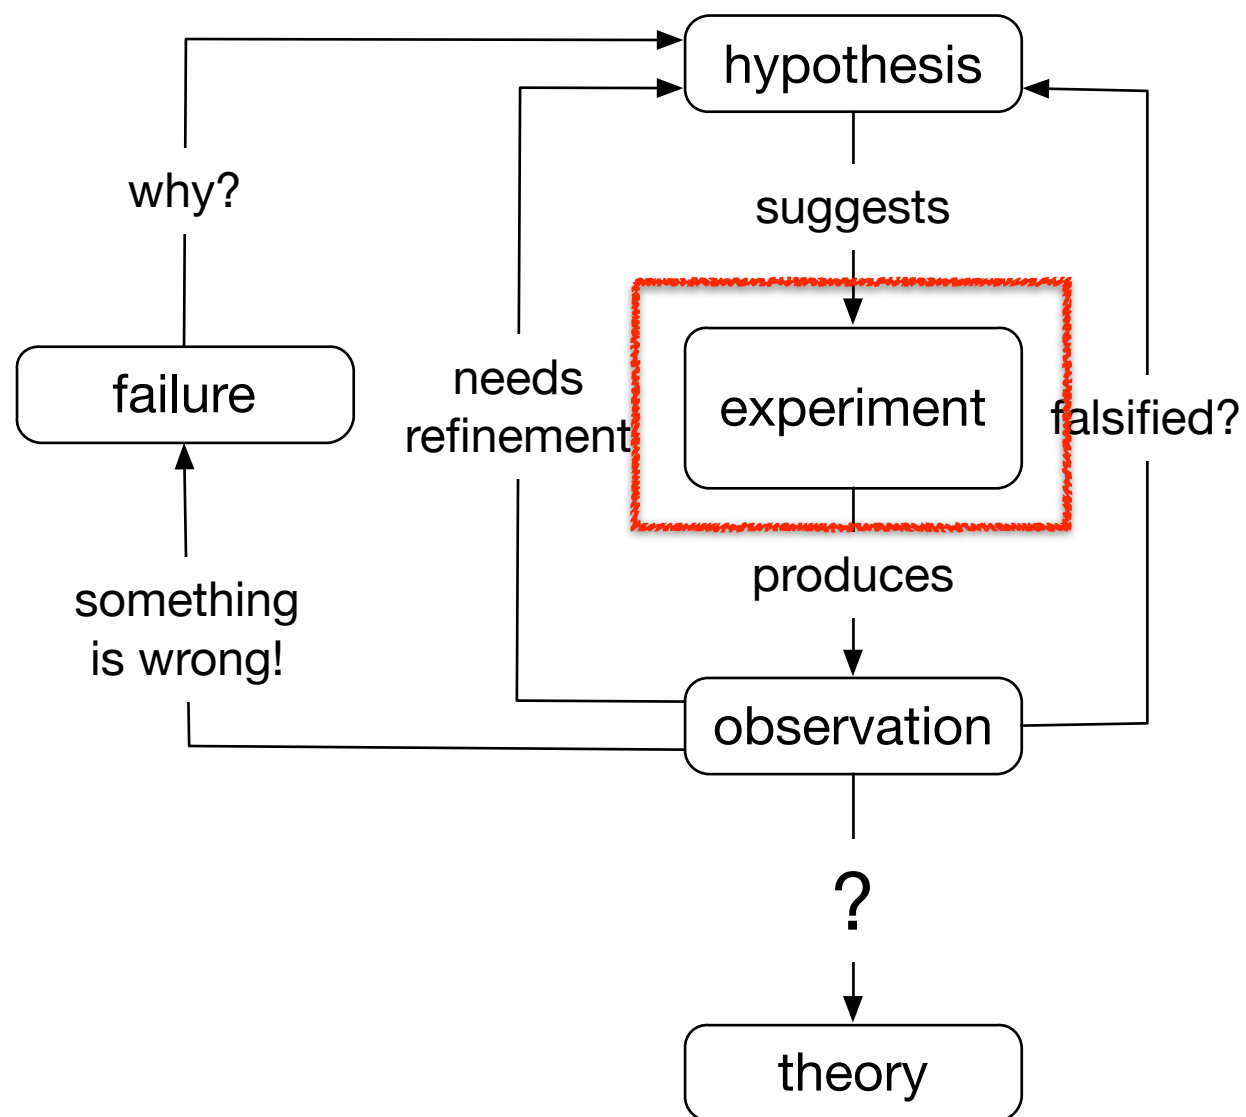 hypothesis
why?
suggests
failure
needs
refinement
experiment
falsified?
produces
something
is wrong!
observation
?
theory